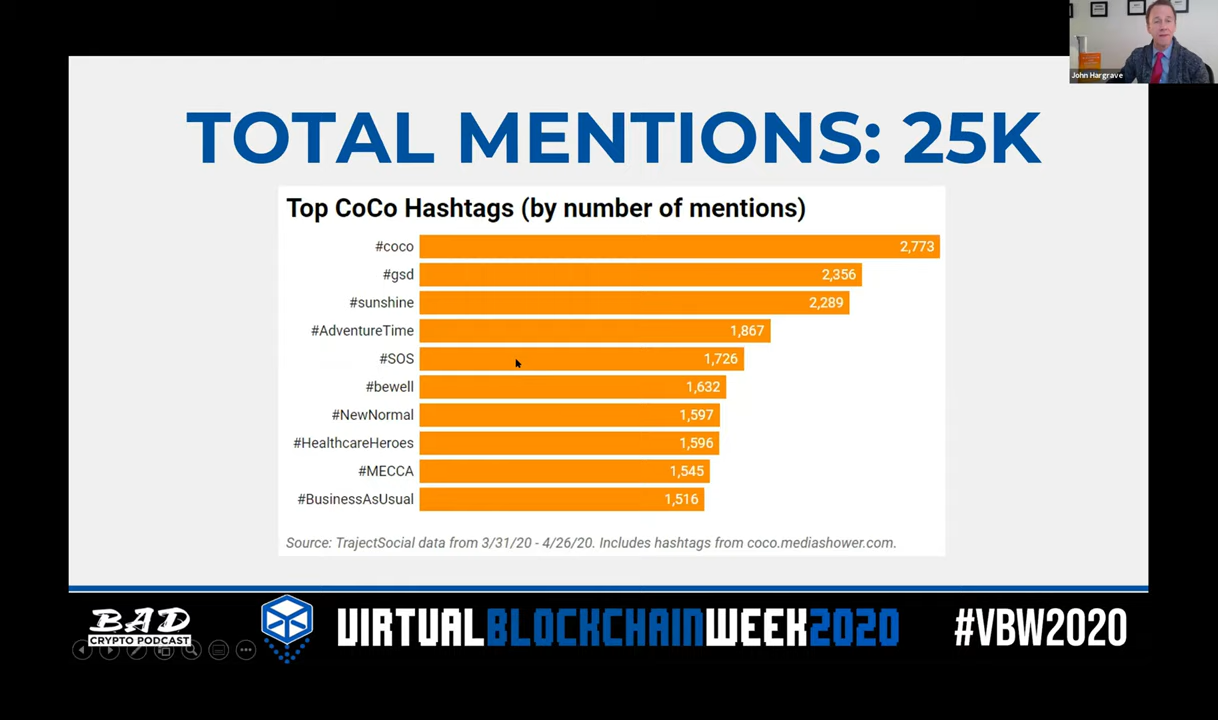 John Hargrave
TOTAL MENTIONS: 25K
Top CoCo Hashtags (by number of mentions)
#coco 2,773
#gsd 2,356
#sunshine 2,289
#AdventureTime 1,867
#SOS 1,726
#bewell 1,632
#NewNormal 1,597
#HealthcareHeroes 1,596
#MECCA 1,545
#BusinessAsUsual 1,516
Source: TrajectSocial data from 3/31/20 - 4/26/20. Includes hashtags from coco.mediashower.com.
BAD
CRYPTO PODCAST
VIRTUALBLOCKCHAINWEEK2020
#VBW2020